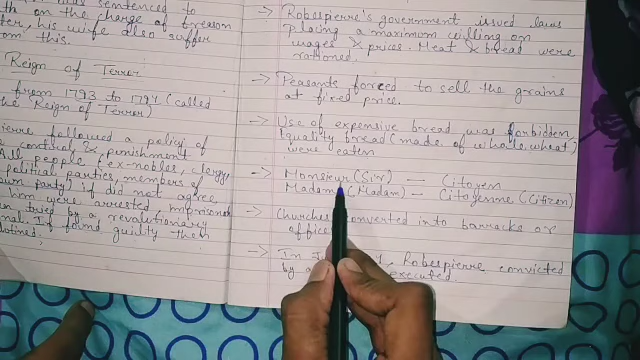 sentenced to
on the charge of treason
his wife also suffer
this.
Reign of Terror
from 1793 to 1794 (called
the Reign of Terror)
followed a policy of
control & punishment
All people ex-nobles, clergy
political parties, members of
party) if did not agree
were arrested
tried by a revolutionary
if found guilty then
→ Robespierre's government issued laws
placing a maximum ceiling on
wages & prices. Meat & bread were
rationed.
→ Peasants forced to sell the grains
at fixed price.
→ Use of expensive bread was forbidden,
equality bread (made of whole wheat)
were eaten
→ Monsieur (Sir) — Citoyen
Madame (Madam) — Citoyenne (Citizen)
→ Churches converted into barracks or
→ In Robespierre convicted
by a executed.